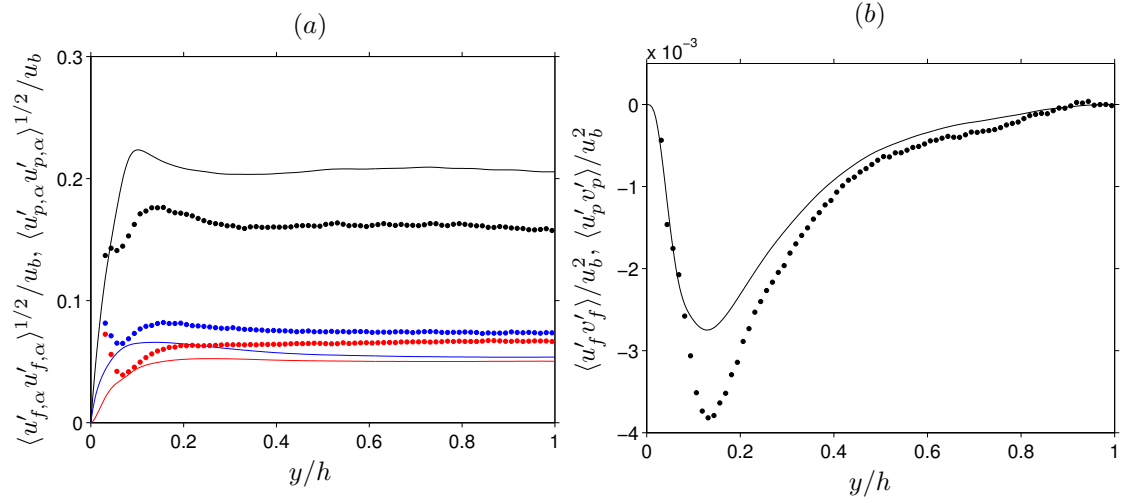 (a)
0.3
0.2
0.1
0
0 0.2 0.4 0.6 0.8 1
y/h
⟨u′_{f,α}u′_{f,α}⟩^{1/2}/u_b, ⟨u′_{p,α}u′_{p,α}⟩^{1/2}/u_b
(b)
x 10^{−3}
0
−1
−2
−3
−4
0 0.2 0.4 0.6 0.8 1
y/h
⟨u′_f v′_f⟩/u_b^2, ⟨u′_p v′_p⟩/u_b^2